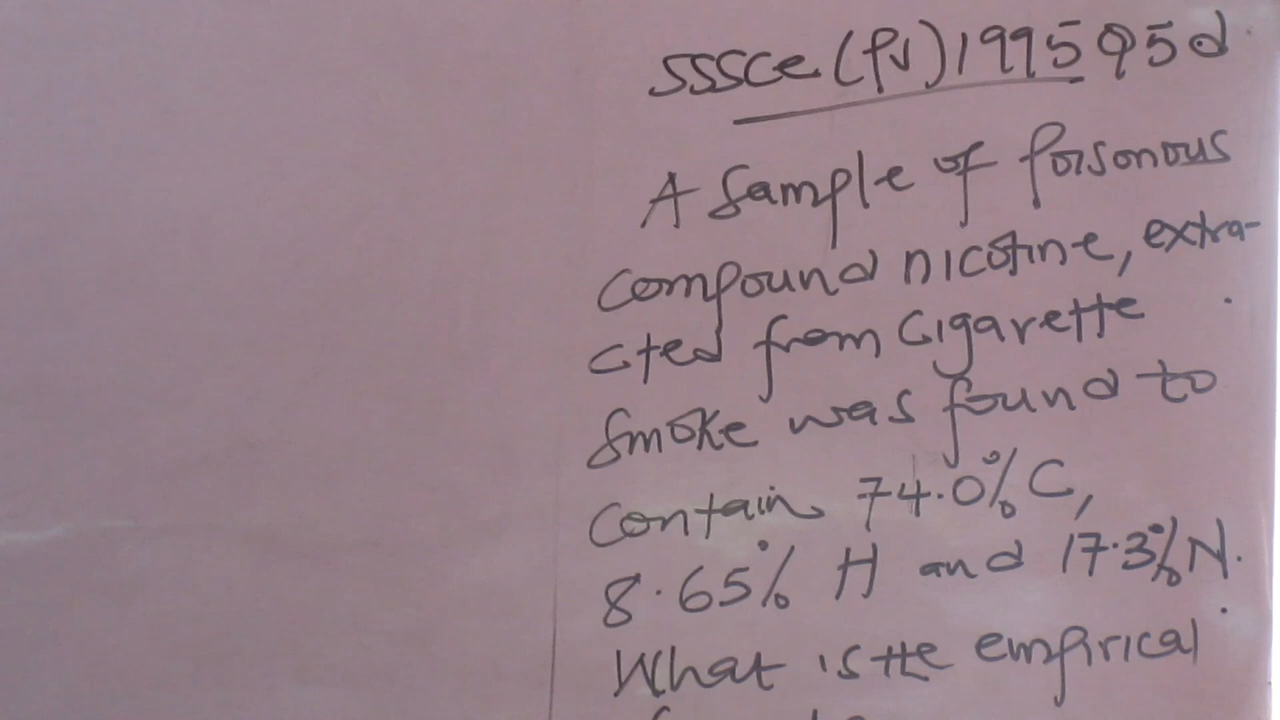 SSSCE (PV) 1995 Q5d
A Sample of Poisonous
compound nicotine, extra-
cted from Cigarette
Smoke was found to
Contain 74.0% C,
8.65% H and 17.3% N.
What is the empirical